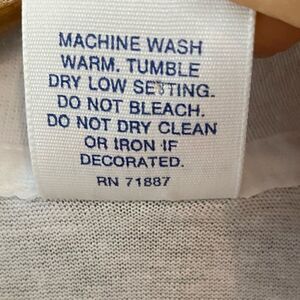 MACHINE WASH
WARM. TUMBLE
DRY LOW SETTING.
DO NOT BLEACH.
DO NOT DRY CLEAN
OR IRON IF
DECORATED.
RN 71887